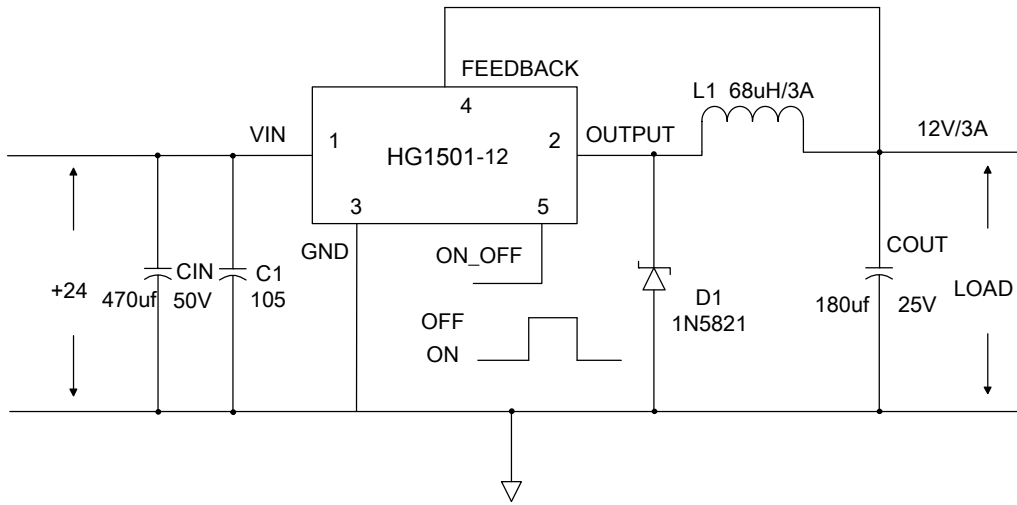 FEEDBACK
4
L1 68uH/3A
VIN
1
HG1501-12
2
OUTPUT
12V/3A
3
5
GND
ON_OFF
COUT
CIN
C1
+24
470uf 50V
105
D1
1N5821
180uf 25V
LOAD
OFF
ON